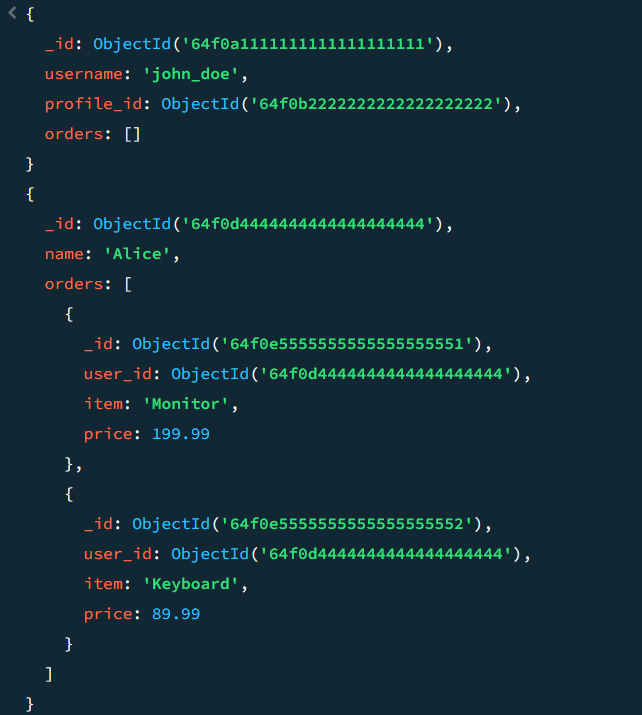 {
  _id: ObjectId('64f0a1111111111111111111'),
  username: 'john_doe',
  profile_id: ObjectId('64f0b2222222222222222222'),
  orders: []
}
{
  _id: ObjectId('64f0d4444444444444444444'),
  name: 'Alice',
  orders: [
    {
      _id: ObjectId('64f0e5555555555555555551'),
      user_id: ObjectId('64f0d4444444444444444444'),
      item: 'Monitor',
      price: 199.99
    },
    {
      _id: ObjectId('64f0e5555555555555555552'),
      user_id: ObjectId('64f0d4444444444444444444'),
      item: 'Keyboard',
      price: 89.99
    }
  ]
}